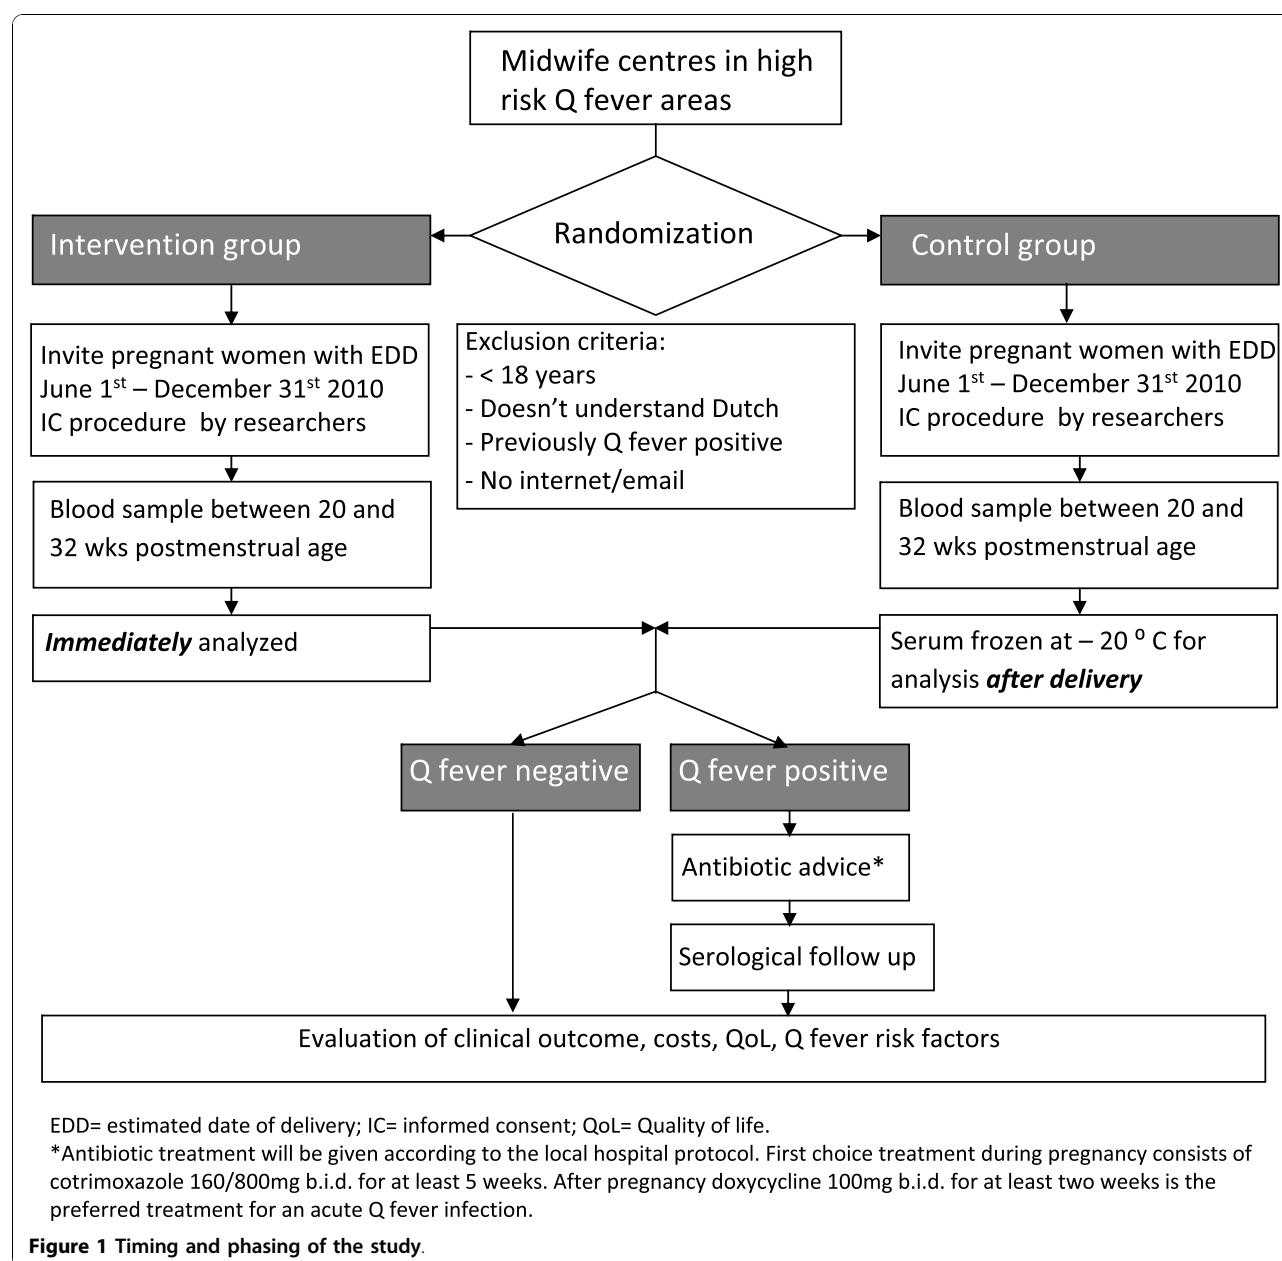 Midwife centres in high
risk Q fever areas
Randomization
Intervention group
Control group
Invite pregnant women with EDD
June 1st – December 31st 2010
IC procedure  by researchers
Exclusion criteria:
- < 18 years
- Doesn't understand Dutch
- Previously Q fever positive
- No internet/email
Invite pregnant women with EDD
June 1st – December 31st 2010
IC procedure  by researchers
Blood sample between 20 and
32 wks postmenstrual age
Blood sample between 20 and
32 wks postmenstrual age
Immediately analyzed
Serum frozen at – 20 ⁰ C for
analysis after delivery
Q fever negative
Q fever positive
Antibiotic advice*
Serological follow up
Evaluation of clinical outcome, costs, QoL, Q fever risk factors
EDD= estimated date of delivery; IC= informed consent; QoL= Quality of life.
*Antibiotic treatment will be given according to the local hospital protocol. First choice treatment during pregnancy consists of
cotrimoxazole 160/800mg b.i.d. for at least 5 weeks. After pregnancy doxycycline 100mg b.i.d. for at least two weeks is the
preferred treatment for an acute Q fever infection.
Figure 1 Timing and phasing of the study.